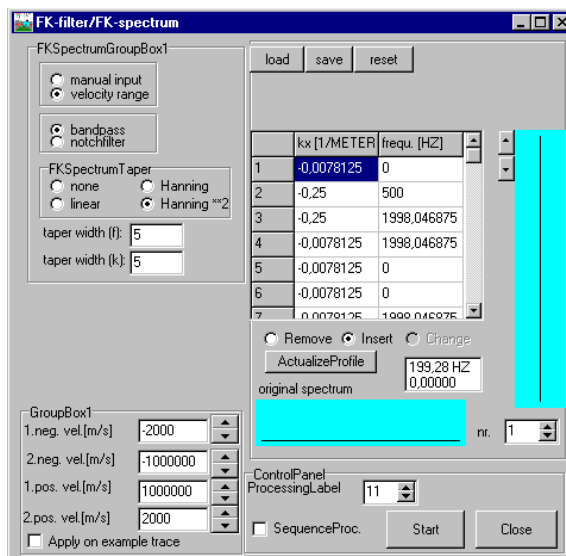 FK-filter/FK-spectrum
FKSpectrumGroupBox1
manual input
velocity range
bandpass
notchfilter
FKSpectrumTaper
none
Hanning
linear
Hanning **2
taper width (f): 5
taper width (k): 5
load save reset
kx [1/METER frequ. [HZ]
1 -0,0078125 0
2 -0,25 500
3 -0,25 1998,046875
4 -0,0078125 1998,046875
5 -0,0078125 0
6 -0,0078125 0
7 -0,0078125 1998,046875
Remove Insert Change
ActualizeProfile
199,28 HZ
0,00000
original spectrum
nr. 1
GroupBox1
1.neg. vel.[m/s] -2000
2.neg. vel.[m/s] -1000000
1.pos. vel.[m/s] 1000000
2.pos. vel.[m/s] 2000
Apply on example trace
ControlPanel
ProcessingLabel 11
SequenceProc. Start Close